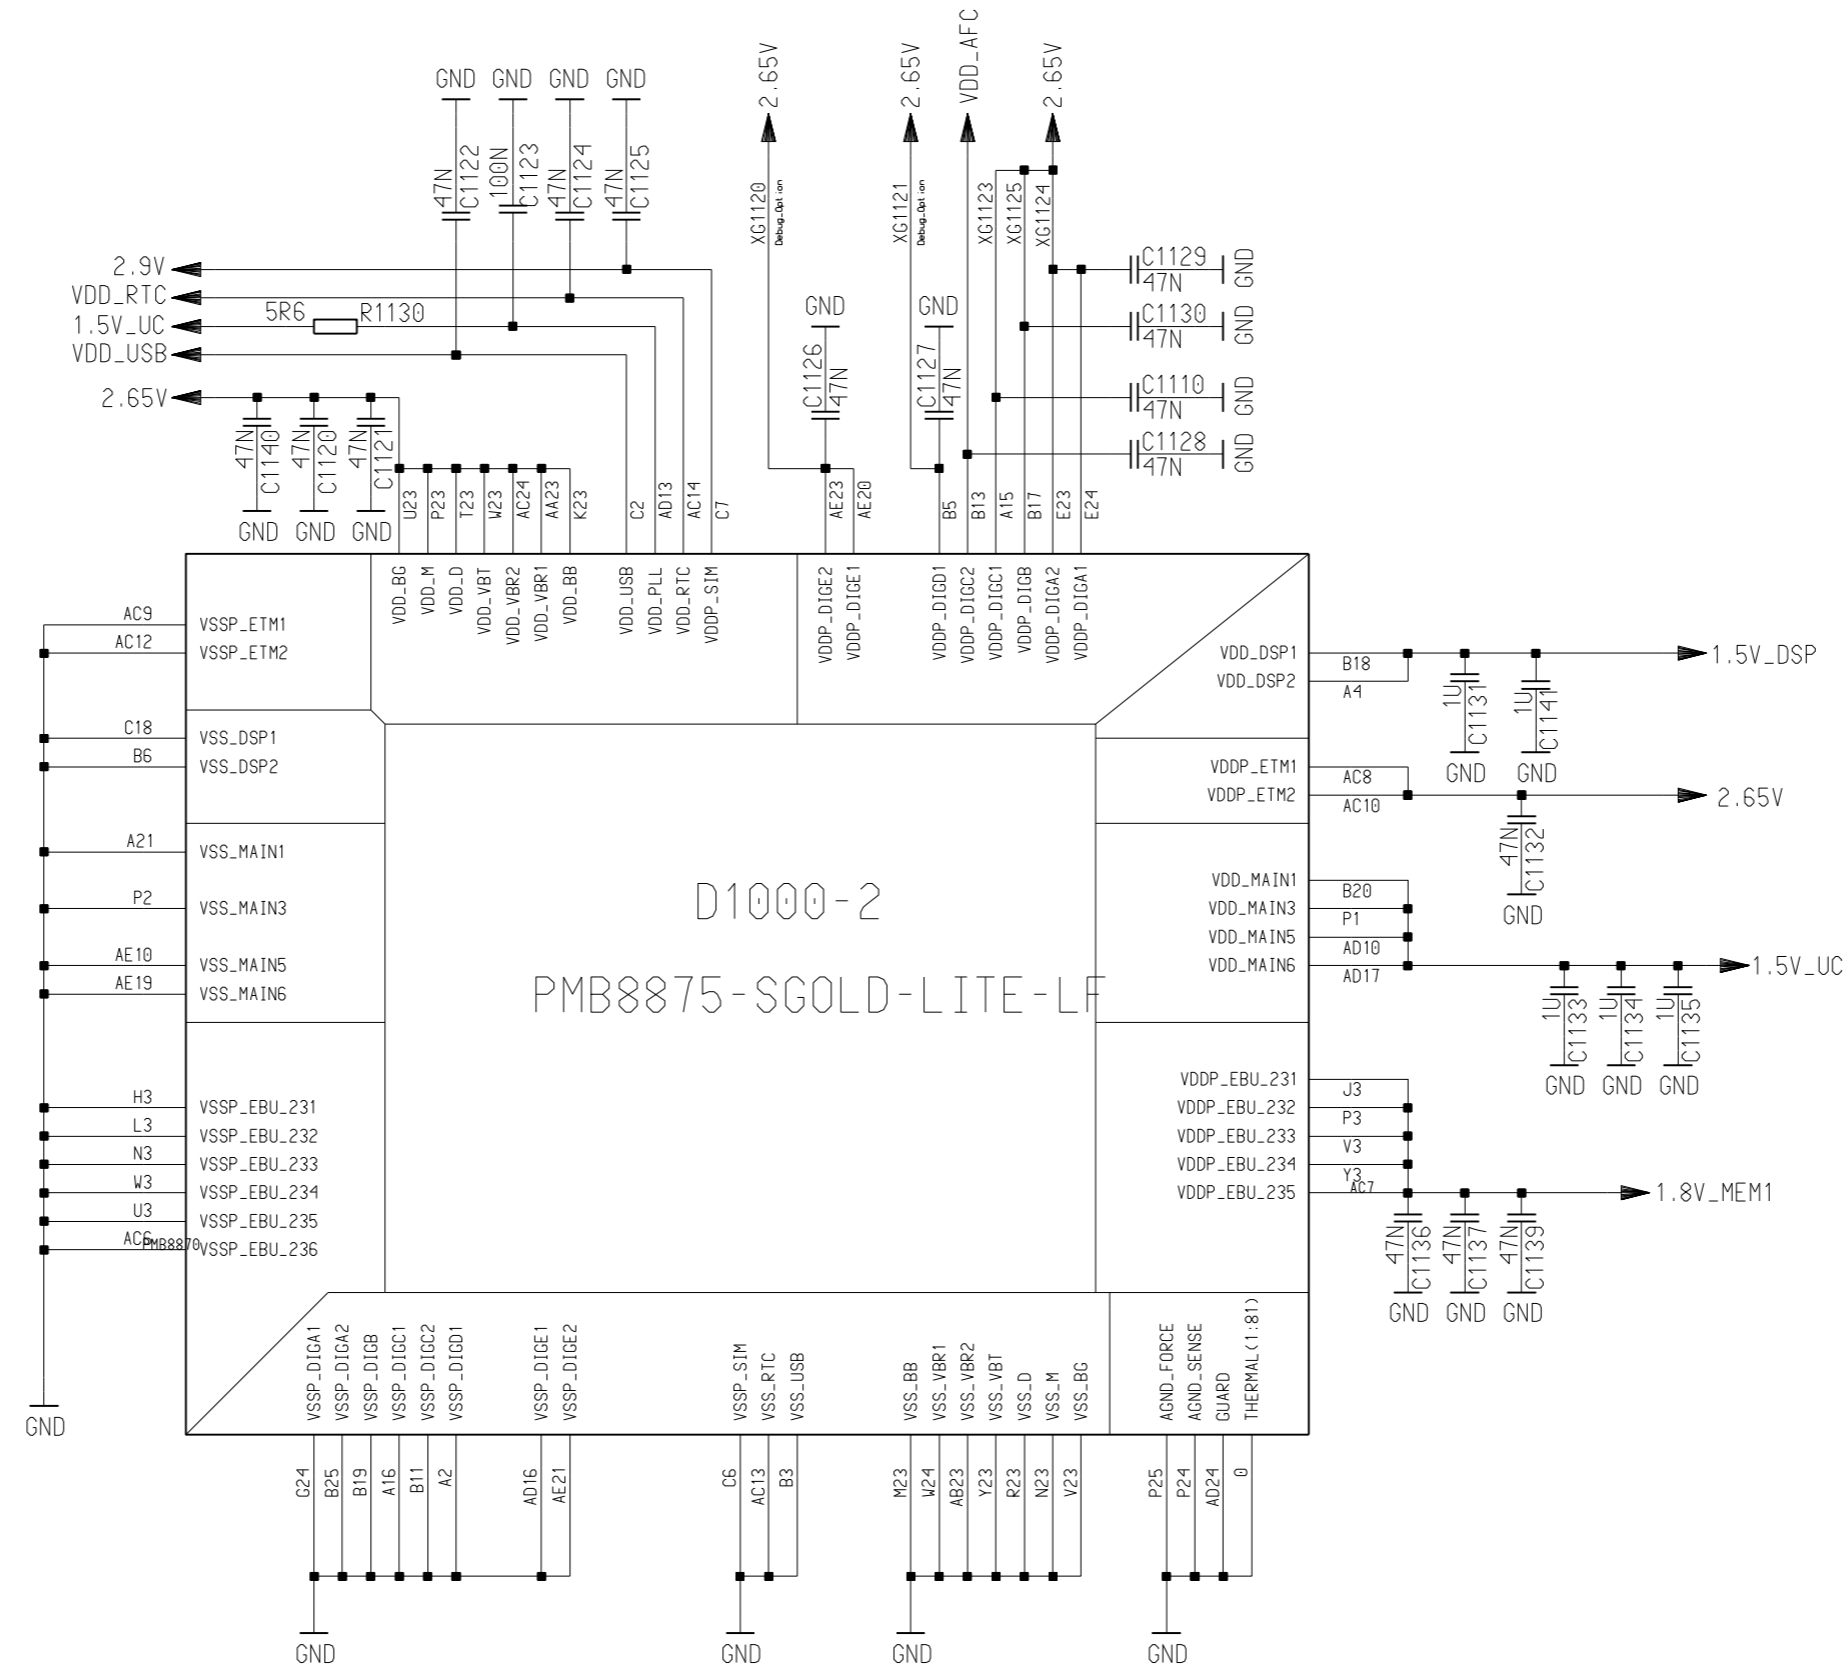 GND GND GND GND
47N C1122
100N C1123
47N C1124
47N C1125
2.65V
XG1120
Debug_Option
2.65V
XG1121
Debug_Option
VDD_AFC
2.65V
XG1123
XG1125
XG1124
2.9V
VDD_RTC
1.5V_UC 5R6 R1130
VDD_USB
2.65V
47N C1140 GND
47N C1120 GND
47N C1121 GND
GND C1126 47N
GND C1127 47N
C1129 47N GND
C1130 47N GND
C1110 47N GND
C1128 47N GND
U23 P23 T23 W23 AC24 AA23 K23 C2 AD13 AC14 C7 AE23 AE20 B5 B13 A15 B17 E23 E24
VDD_BG VDD_M VDD_D VDD_VBT VDD_VBR2 VDD_VBR1 VDD_BB VDD_USB VDD_PLL VDD_RTC VDDP_SIM VDDP_DIGE2 VDDP_DIGE1 VDDP_DIGD1 VDDP_DIGC2 VDDP_DIGC1 VDDP_DIGB VDDP_DIGA2 VDDP_DIGA1
AC9 VSSP_ETM1
AC12 VSSP_ETM2
C18 VSS_DSP1
B6 VSS_DSP2
A21 VSS_MAIN1
P2 VSS_MAIN3
AE10 VSS_MAIN5
AE19 VSS_MAIN6
H3 VSSP_EBU_231
L3 VSSP_EBU_232
N3 VSSP_EBU_233
W3 VSSP_EBU_234
U3 VSSP_EBU_235
AC6 PMB8870 VSSP_EBU_236
GND
D1000-2
PMB8875-SGOLD-LITE-LF
VDD_DSP1 B18 1.5V_DSP
VDD_DSP2 A4
1U C1131 GND
1U C1141 GND
VDDP_ETM1 AC8
VDDP_ETM2 AC10 2.65V
47N C1132 GND
VDD_MAIN1 B20
VDD_MAIN3 P1
VDD_MAIN5 AD10
VDD_MAIN6 AD17 1.5V_UC
1U C1133 GND
1U C1134 GND
1U C1135 GND
VDDP_EBU_231 J3
VDDP_EBU_232 P3
VDDP_EBU_233 V3
VDDP_EBU_234 Y3
VDDP_EBU_235 AC7 1.8V_MEM1
47N C1136 GND
47N C1137 GND
47N C1139 GND
VSSP_DIGA1 VSSP_DIGA2 VSSP_DIGB VSSP_DIGC1 VSSP_DIGC2 VSSP_DIGD1 VSSP_DIGE1 VSSP_DIGE2 VSSP_SIM VSS_RTC VSS_USB VSS_BB VSS_VBR1 VSS_VBR2 VSS_VBT VSS_D VSS_M VSS_BG AGND_FORCE AGND_SENSE GUARD THERMAL(1:81)
G24 B25 B19 A16 B11 A2 AD16 AE21 C6 AC13 B3 M23 W24 AB23 Y23 R23 N23 V23 P25 P24 AD24 0
GND GND GND GND